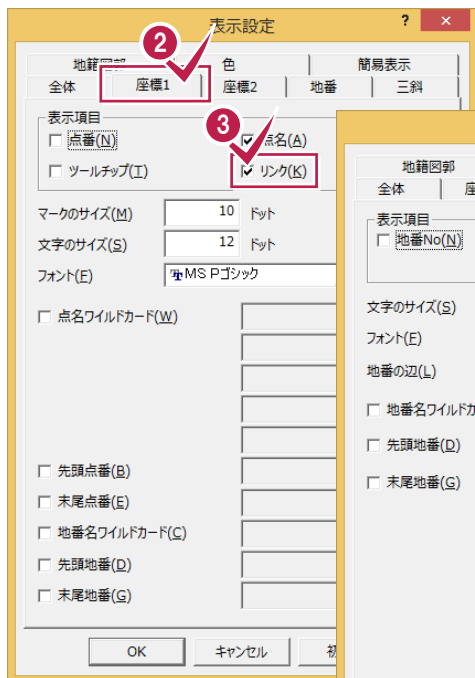 表示設定
? ×
2
地籍図郭 色 簡易表示
全体 座標1 座標2 地番 三斜
表示項目
3
点番(N) 点名(A)
ツールチップ(T) リンク(K)
マークのサイズ(M) 10 ドット
文字のサイズ(S) 12 ドット
フォント(F) MS Pゴシック
点名ワイルドカード(W)
先頭点番(B)
末尾点番(E)
地番名ワイルドカード(C)
先頭地番(D)
末尾地番(G)
OK キャンセル 初
地籍図郭
全体 座
表示項目
地番No(N)
文字のサイズ(S)
フォント(F)
地番の辺(L)
地番名ワイルドカ
先頭地番(D)
末尾地番(G)